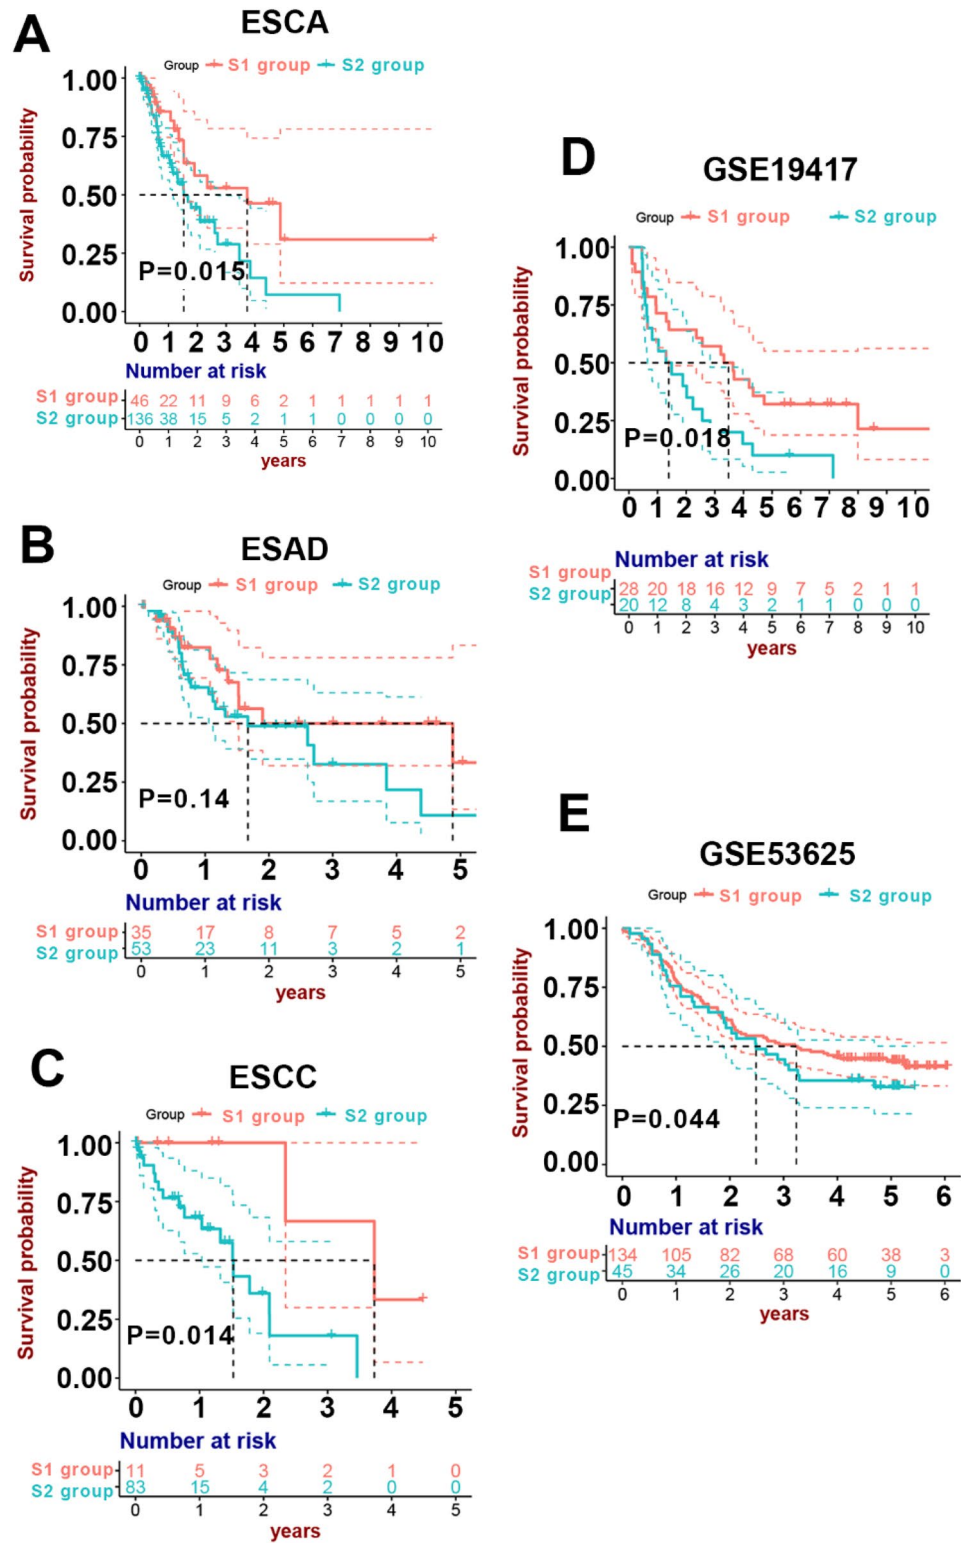 A
ESCA
Group S1 group S2 group
Survival probability
1.00
0.75
0.50
0.25
0.00
P=0.015
0 1 2 3 4 5 6 7 8 9 10
Number at risk
S1 group 46 22 11 9 6 2 1 1 1 1 1
S2 group 136 38 15 5 2 1 1 0 0 0 0
0 1 2 3 4 5 6 7 8 9 10
years
B
ESAD
Group S1 group S2 group
Survival probability
1.00
0.75
0.50
0.25
0.00
P=0.14
0 1 2 3 4 5
Number at risk
S1 group 35 17 8 7 5 2
S2 group 53 23 11 3 2 1
0 1 2 3 4 5
years
C
ESCC
Group S1 group S2 group
Survival probability
1.00
0.75
0.50
0.25
0.00
P=0.014
0 1 2 3 4 5
Number at risk
S1 group 11 5 3 2 1 0
S2 group 83 15 4 2 0 0
0 1 2 3 4 5
years
D
GSE19417
Group S1 group S2 group
Survival probability
1.00
0.75
0.50
0.25
0.00
P=0.018
0 1 2 3 4 5 6 7 8 9 10
Number at risk
S1 group 28 20 18 16 12 9 7 5 2 1 1
S2 group 20 12 8 4 3 2 1 1 0 0 0
0 1 2 3 4 5 6 7 8 9 10
years
E
GSE53625
Group S1 group S2 group
Survival probability
1.00
0.75
0.50
0.25
0.00
P=0.044
0 1 2 3 4 5 6
Number at risk
S1 group 134 105 82 68 60 38 3
S2 group 45 34 26 20 16 9 0
0 1 2 3 4 5 6
years